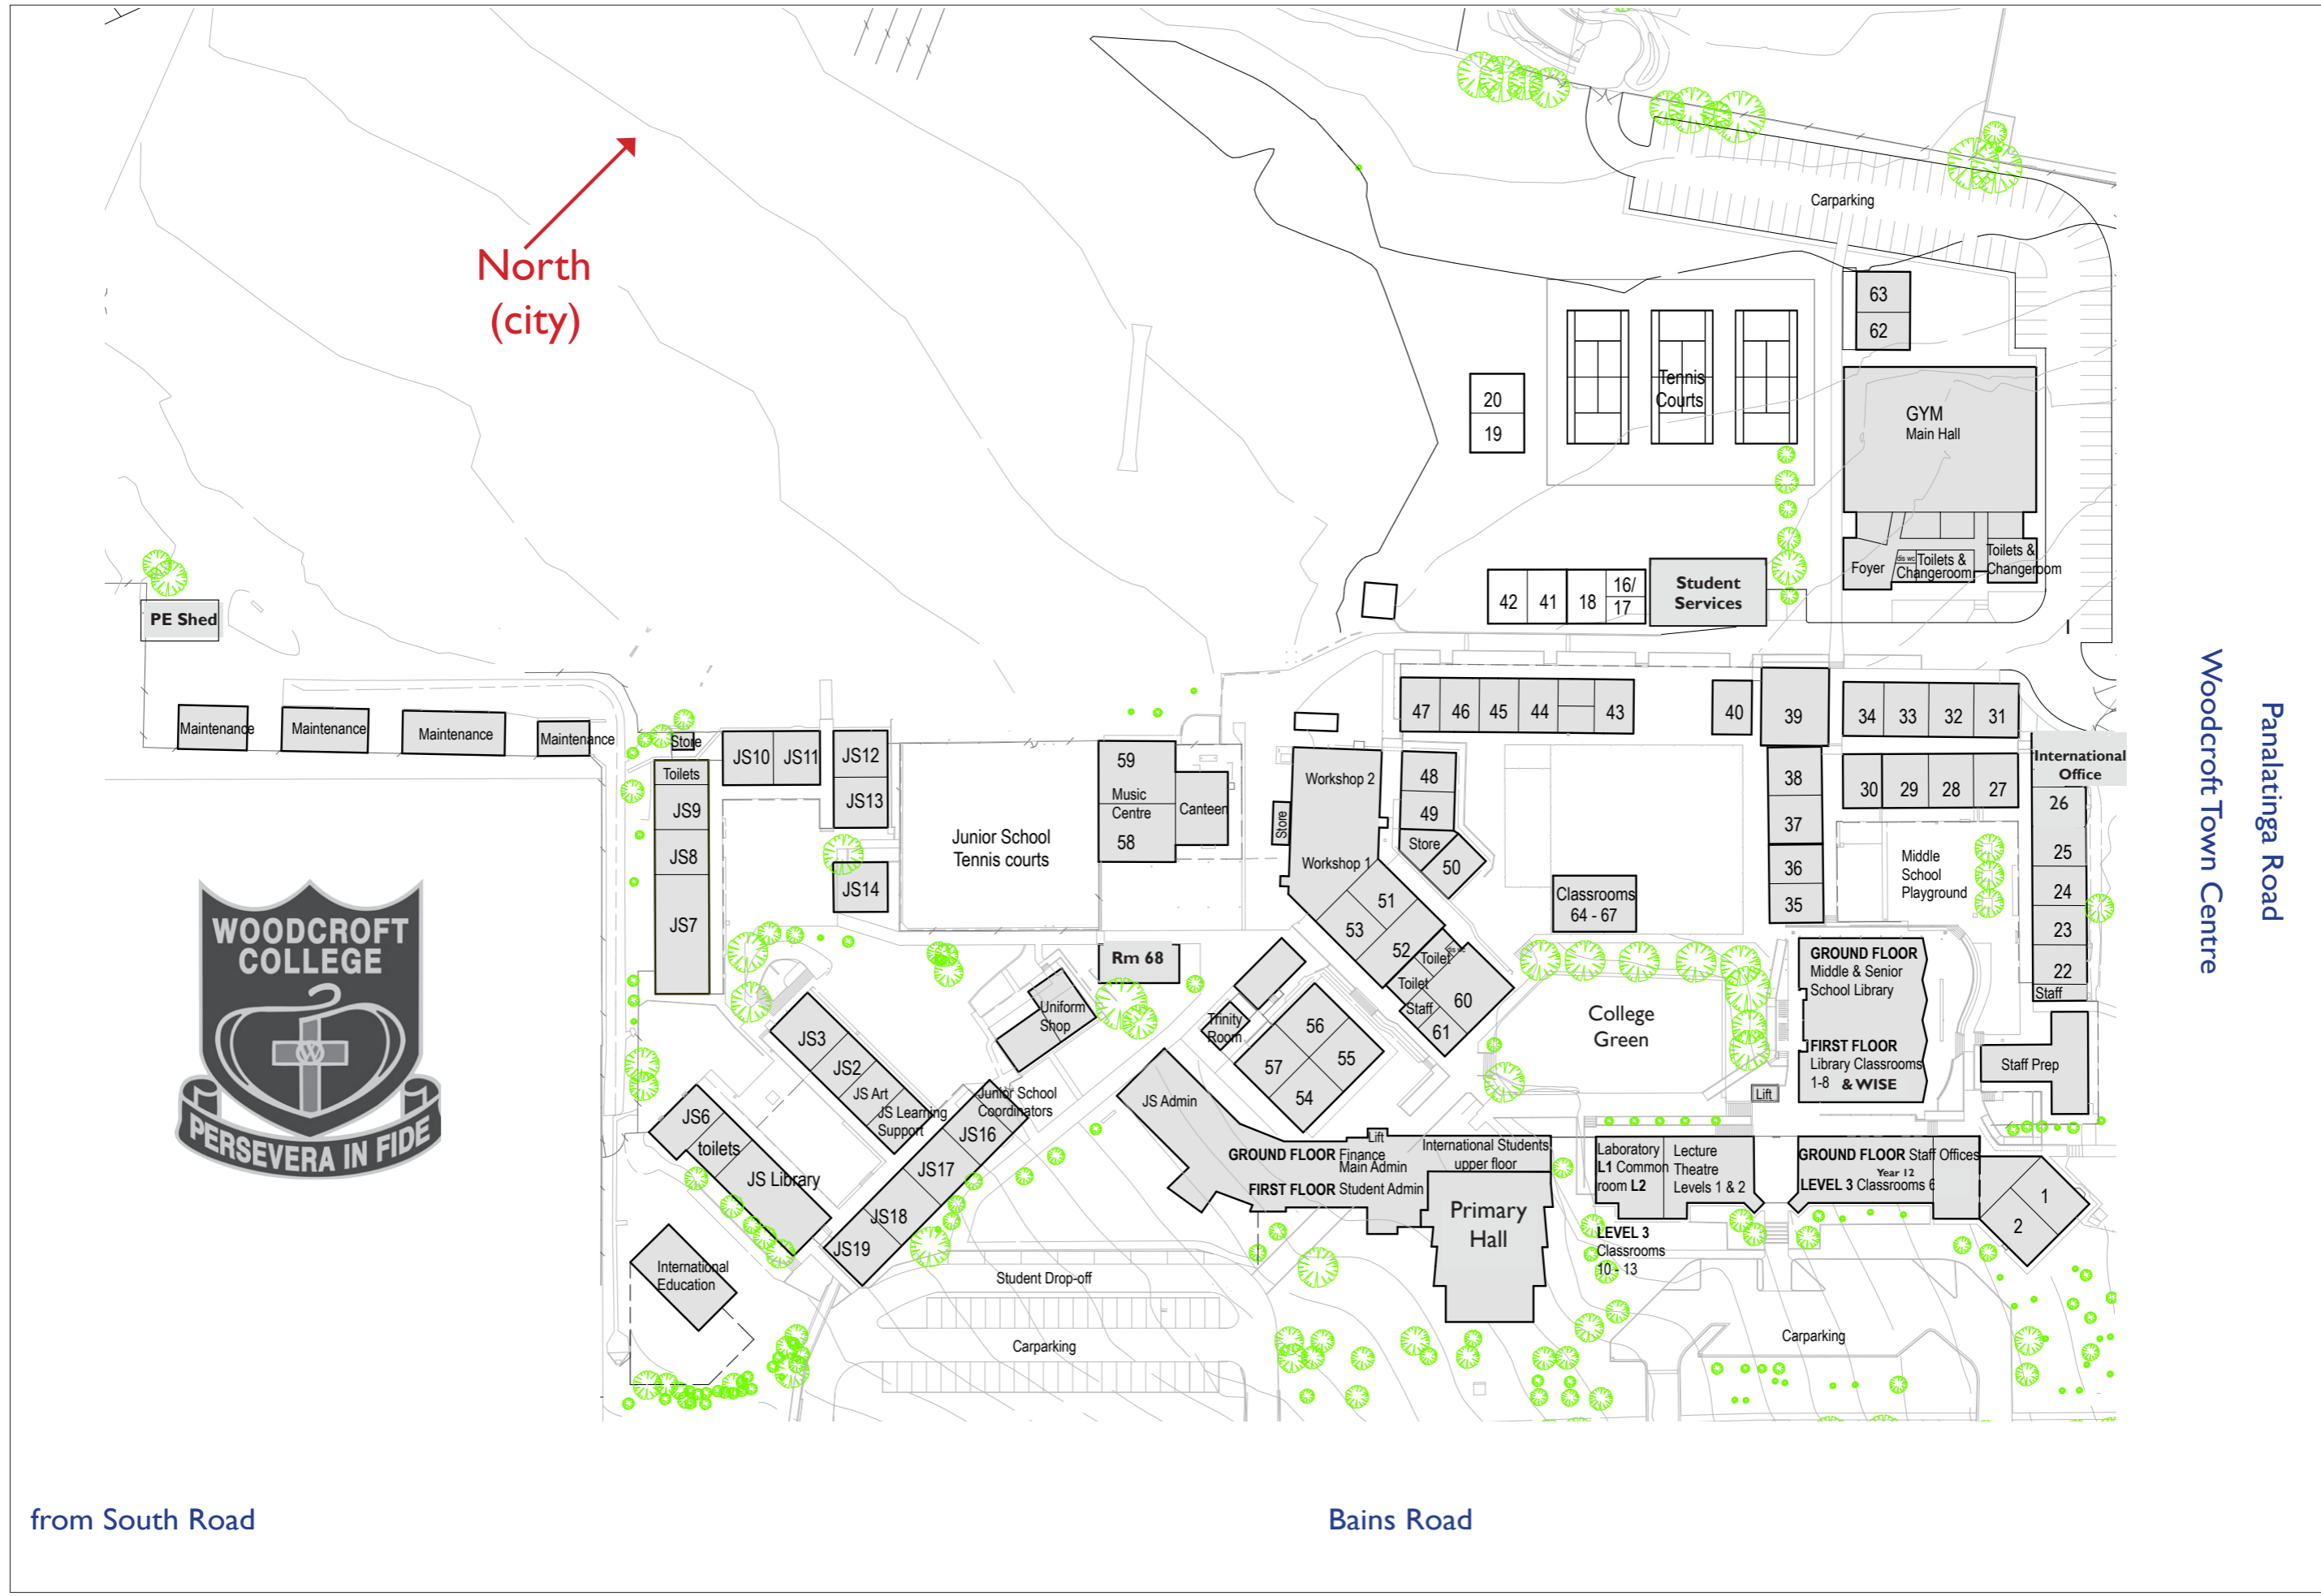 North
(city)
Carparking
63
62
Tennis
Courts
20
19
GYM
Main Hall
Foyer
dis wc
Toilets &
Changeroom
Toilets &
Changeroom
42
41
18
16/
17
Student
Services
PE Shed
Maintenance
Maintenance
Maintenance
Maintenance
Store
Toilets
JS9
JS8
JS7
JS10
JS11
JS12
JS13
JS14
Junior School
Tennis courts
59
Music
Centre
58
Canteen
Rm 68
Store
Workshop 2
Workshop 1
47
46
45
44
43
40
39
34
33
32
31
48
49
Store
50
51
53
52
Toilet
dis wc
Toilet
Staff
60
61
Classrooms
64 - 67
38
37
36
35
30
29
28
27
International
Office
26
25
24
23
22
Staff
Middle
School
Playground
GROUND FLOOR
Middle & Senior
School Library
FIRST FLOOR
Library Classrooms
1-8 & WISE
Staff Prep
College
Green
Lift
Uniform
Shop
Trinity
Room
56
55
57
54
JS3
JS2
JS Art
JS Learning
Support
Junior School
Coordinators
JS16
JS17
JS18
JS19
JS6
toilets
JS Library
International
Education
JS Admin
Lift
GROUND FLOOR Finance
Main Admin
FIRST FLOOR Student Admin
International Students
upper floor
Primary
Hall
Laboratory
L1 Common
room L2
Lecture
Theatre
Levels 1 & 2
LEVEL 3
Classrooms
10 - 13
GROUND FLOOR Staff Offices
Year 12
LEVEL 3 Classrooms 6
1
2
Student Drop-off
Carparking
Carparking
WOODCROFT
COLLEGE
W
PERSEVERA IN FIDE
Woodcroft Town Centre
Panalatinga Road
from South Road
Bains Road